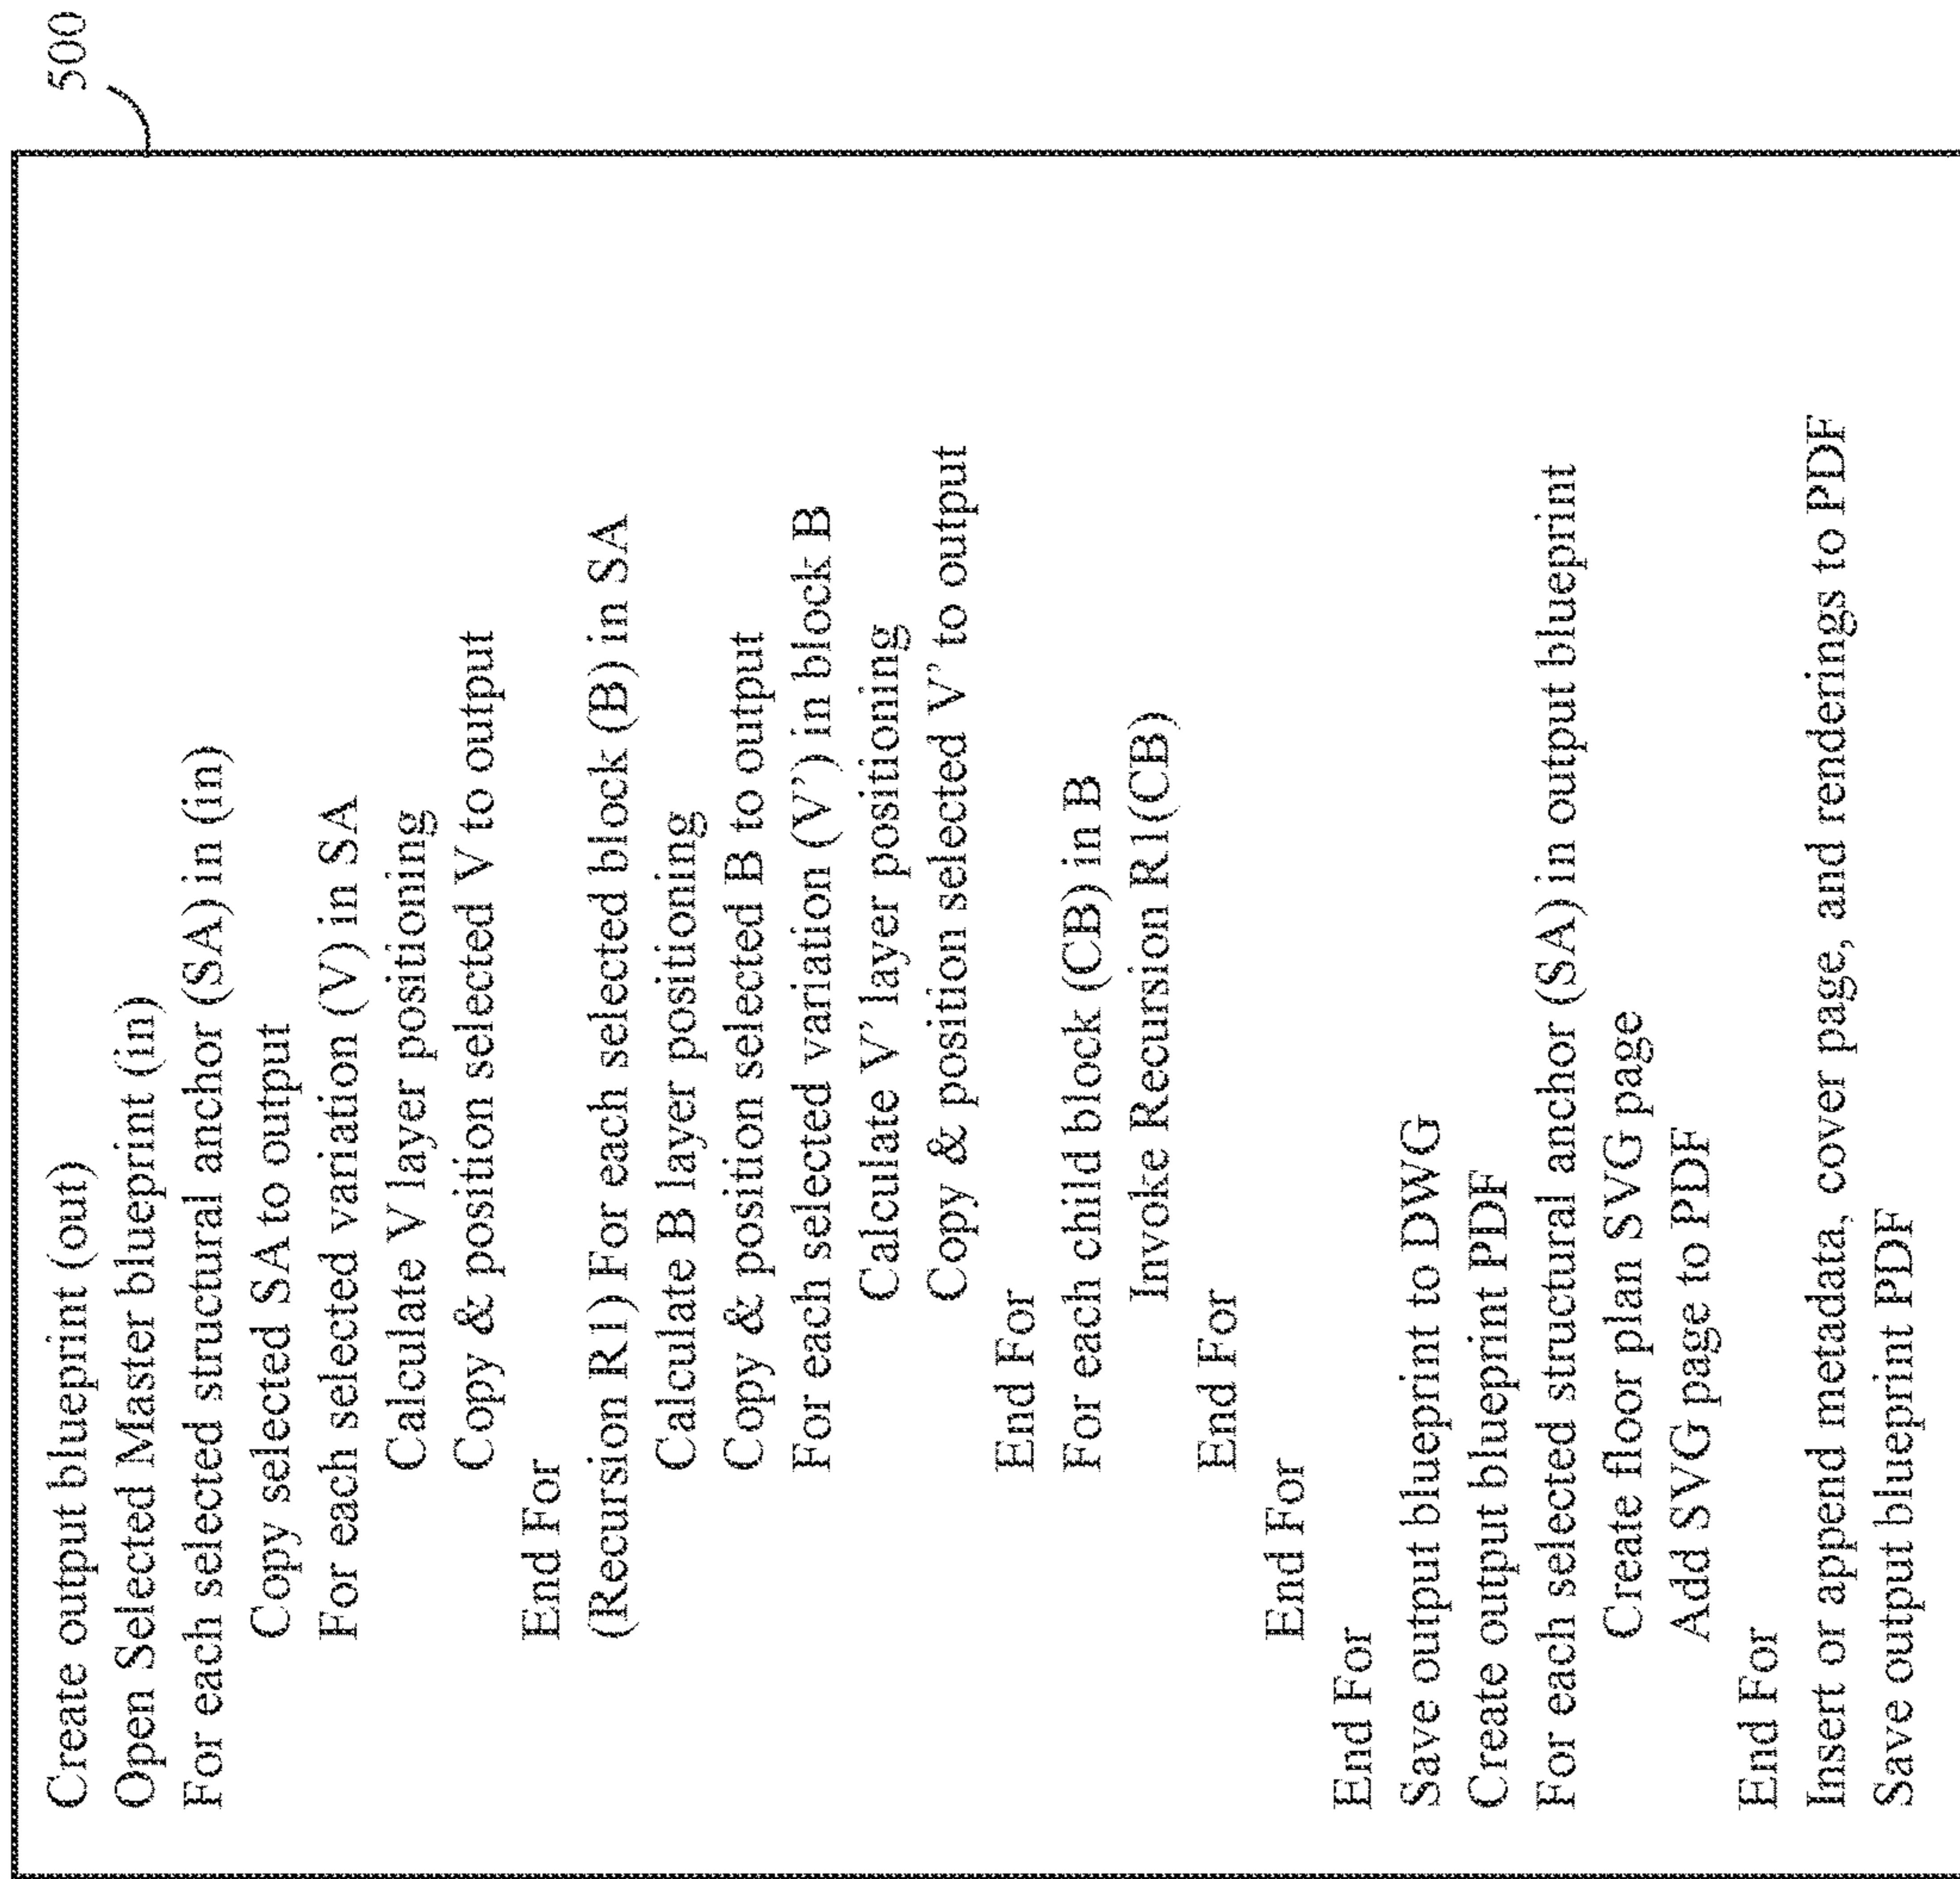 500
Create output blueprint (out)
Open Selected Master blueprint (in)
For each selected structural anchor (SA) in (in)
Copy selected SA to output
For each selected variation (V) in SA
Calculate V layer positioning
Copy & position selected V to output
End For
(Recursion R1) For each selected block (B) in SA
Calculate B layer positioning
Copy & position selected B to output
For each selected variation (V') in block B
Calculate V' layer positioning
Copy & position selected V' to output
End For
For each child block (CB) in B
Invoke Recursion R1(CB)
End For
End For
End For
Save output blueprint to DWG
Create output blueprint PDF
For each selected structural anchor (SA) in output blueprint
Create floor plan SVG page
Add SVG page to PDF
End For
Insert or append metadata, cover page, and renderings to PDF
Save output blueprint PDF